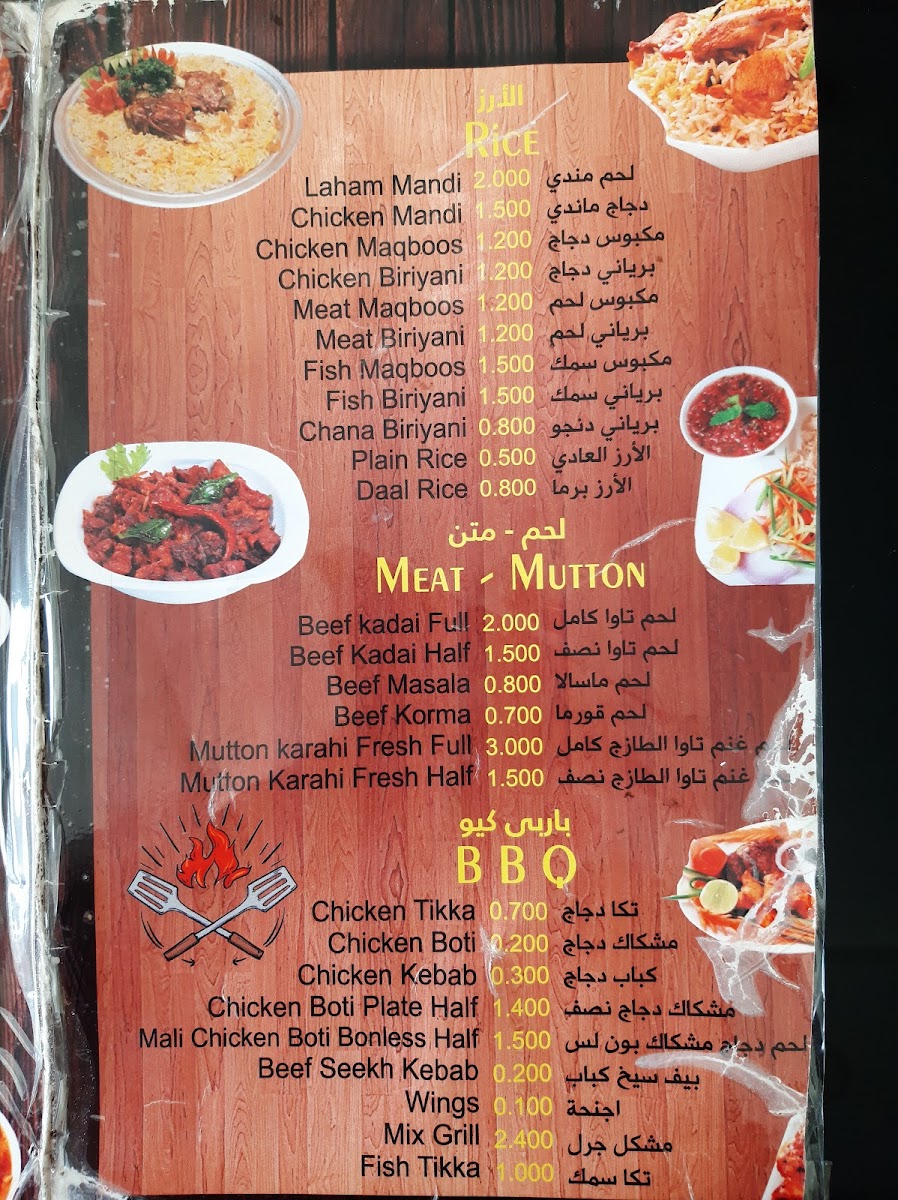 الأرز
RICE
Laham Mandi 2.000 لحم مندي
Chicken Mandi 1.500 دجاج ماندي
Chicken Maqboos 1.200 مكبوس دجاج
Chicken Biriyani 1.200 برياني دجاج
Meat Maqboos 1.200 مكبوس لحم
Meat Biriyani 1.200 برياني لحم
Fish Maqboos 1.500 مكبوس سمك
Fish Biriyani 1.500 برياني سمك
Chana Biriyani 0.800 برياني دنجو
Plain Rice 0.500 الأرز العادي
Daal Rice 0.800 الأرز برما
لحم - متن
MEAT - MUTTON
Beef kadai Full 2.000 لحم تاوا كامل
Beef Kadai Half 1.500 لحم تاوا نصف
Beef Masala 0.800 لحم ماسالا
Beef Korma 0.700 لحم قورما
Mutton karahi Fresh Full 3.000 غنم تاوا الطازج كامل
Mutton Karahi Fresh Half 1.500 غنم تاوا الطازج نصف
باربى كيو
BBQ
Chicken Tikka 0.700 تكا دجاج
Chicken Boti 0.200 مشكاك دجاج
Chicken Kebab 0.300 كباب دجاج
Chicken Boti Plate Half 1.400 مشكاك دجاج نصف
Mali Chicken Boti Bonless Half 1.500 لحم دجاج مشكاك بون لس
Beef Seekh Kebab 0.200 بيف سيخ كباب
Wings 0.100 اجنحة
Mix Grill 2.400 مشكل جرل
Fish Tikka 1.000 تكا سمك